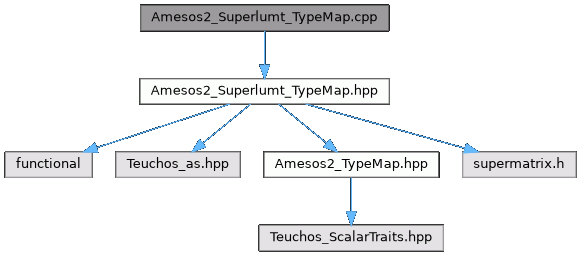 Amesos2_Superlumt_TypeMap.cpp
Amesos2_Superlumt_TypeMap.hpp
functional
Teuchos_as.hpp
Amesos2_TypeMap.hpp
supermatrix.h
Teuchos_ScalarTraits.hpp